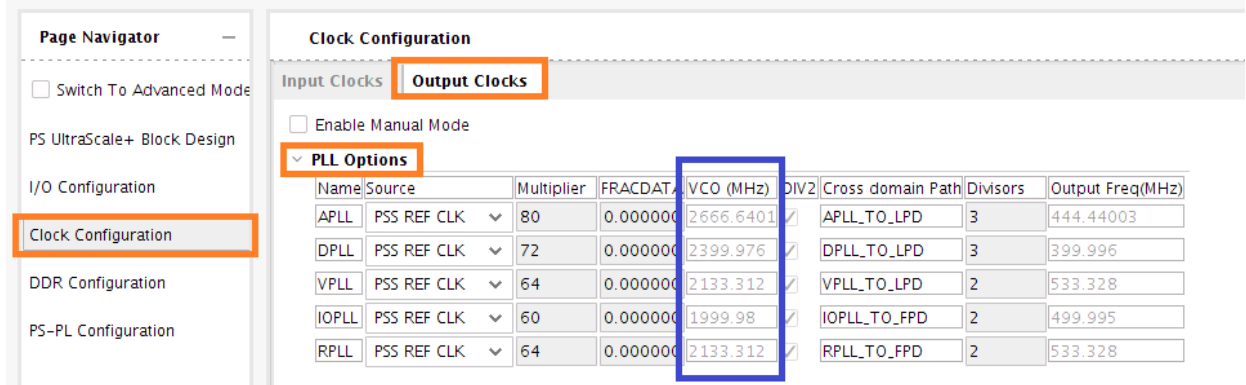 Page Navigator —
Switch To Advanced Mode
PS UltraScale+ Block Design
I/O Configuration
Clock Configuration
DDR Configuration
PS-PL Configuration
Clock Configuration
Input Clocks Output Clocks
Enable Manual Mode
PLL Options
Name Source Multiplier FRACDATA VCO (MHz) DIV2 Cross domain Path Divisors Output Freq(MHz)
APLL PSS REF CLK 80 0.000000 2666.6401 APLL_TO_LPD 3 444.44003
DPLL PSS REF CLK 72 0.000000 2399.976 DPLL_TO_LPD 3 399.996
VPLL PSS REF CLK 64 0.000000 2133.312 VPLL_TO_LPD 2 533.328
IOPLL PSS REF CLK 60 0.000000 1999.98 IOPLL_TO_FPD 2 499.995
RPLL PSS REF CLK 64 0.000000 2133.312 RPLL_TO_FPD 2 533.328